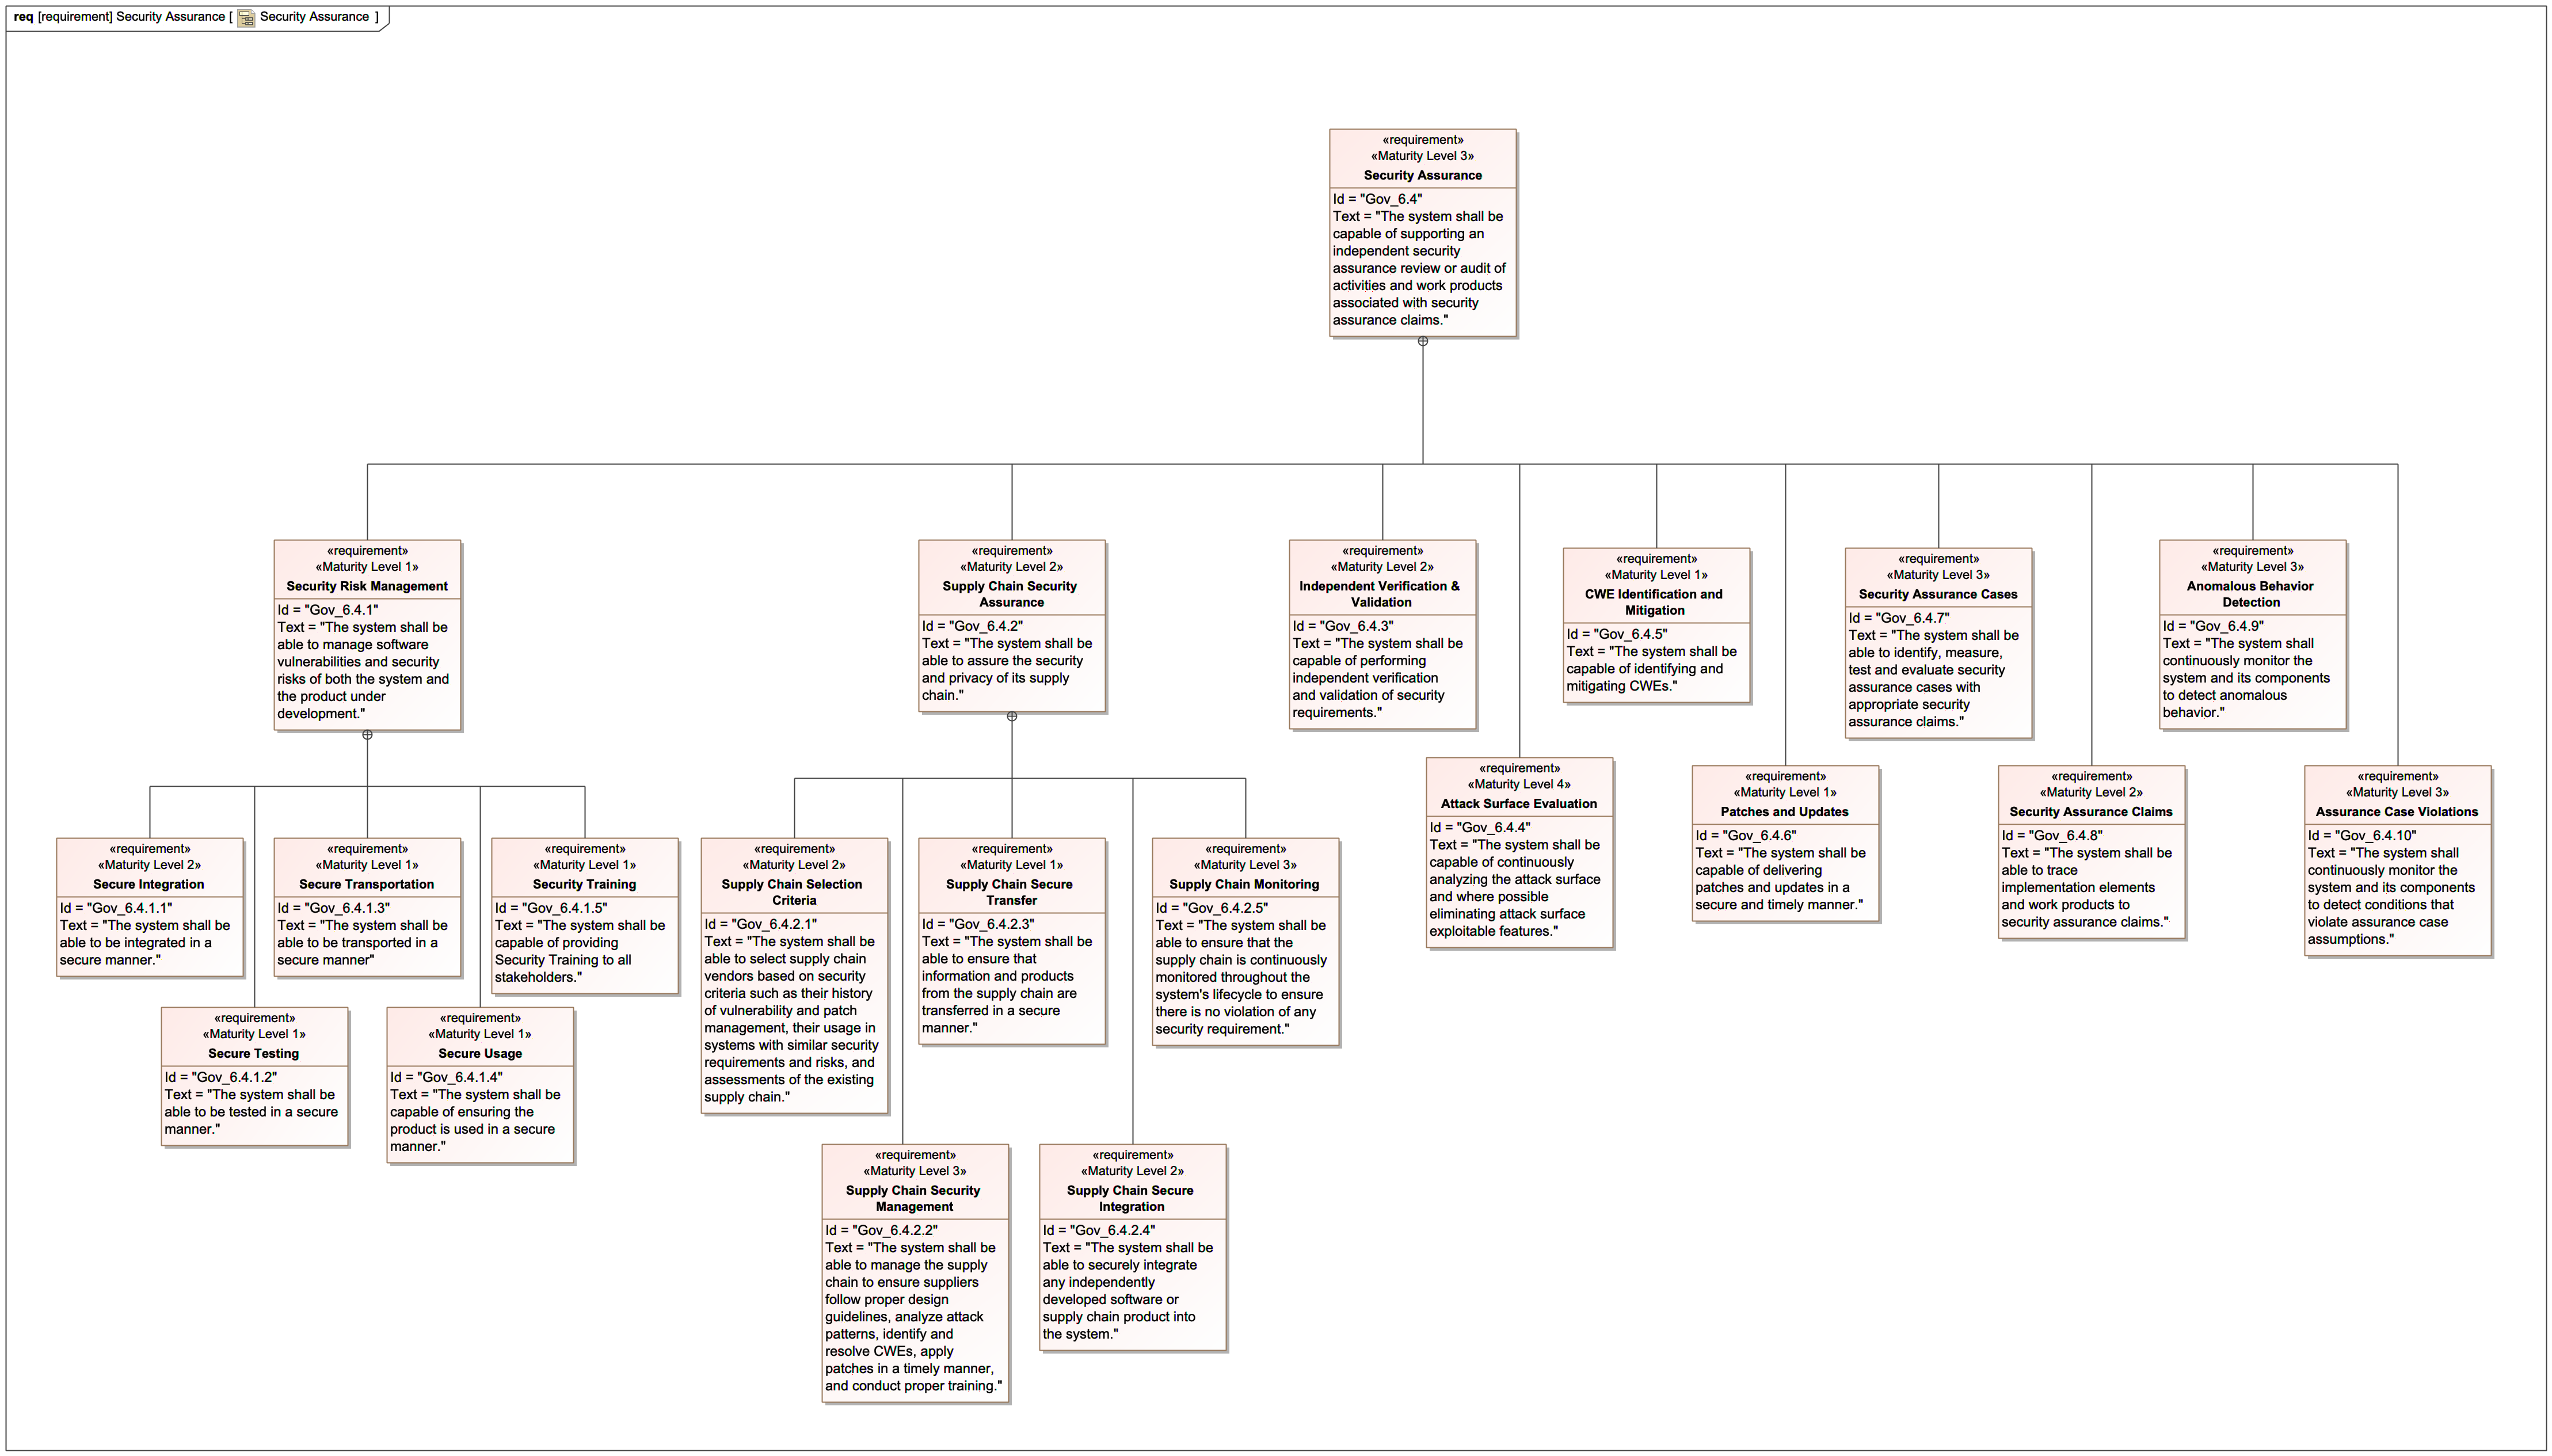 req [requirement] Security Assurance [ Security Assurance ]
«requirement»
«Maturity Level 3»
Security Assurance
Id = "Gov_6.4"
Text = "The system shall be
capable of supporting an
independent security
assurance review or audit of
activities and work products
associated with security
assurance claims."
«requirement»
«Maturity Level 1»
Security Risk Management
Id = "Gov_6.4.1"
Text = "The system shall be
able to manage software
vulnerabilities and security
risks of both the system and
the product under
development."
«requirement»
«Maturity Level 2»
Supply Chain Security
Assurance
Id = "Gov_6.4.2"
Text = "The system shall be
able to assure the security
and privacy of its supply
chain."
«requirement»
«Maturity Level 2»
Independent Verification &
Validation
Id = "Gov_6.4.3"
Text = "The system shall be
capable of performing
independent verification
and validation of security
requirements."
«requirement»
«Maturity Level 1»
CWE Identification and
Mitigation
Id = "Gov_6.4.5"
Text = "The system shall be
capable of identifying and
mitigating CWEs."
«requirement»
«Maturity Level 3»
Security Assurance Cases
Id = "Gov_6.4.7"
Text = "The system shall be
able to identify, measure,
test and evaluate security
assurance cases with
appropriate security
assurance claims."
«requirement»
«Maturity Level 3»
Anomalous Behavior
Detection
Id = "Gov_6.4.9"
Text = "The system shall
continuously monitor the
system and its components
to detect anomalous
behavior."
«requirement»
«Maturity Level 4»
Attack Surface Evaluation
Id = "Gov_6.4.4"
Text = "The system shall be
capable of continuously
analyzing the attack surface
and where possible
eliminating attack surface
exploitable features."
«requirement»
«Maturity Level 1»
Patches and Updates
Id = "Gov_6.4.6"
Text = "The system shall be
capable of delivering
patches and updates in a
secure and timely manner."
«requirement»
«Maturity Level 2»
Security Assurance Claims
Id = "Gov_6.4.8"
Text = "The system shall be
able to trace
implementation elements
and work products to
security assurance claims."
«requirement»
«Maturity Level 3»
Assurance Case Violations
Id = "Gov_6.4.10"
Text = "The system shall
continuously monitor the
system and its components
to detect conditions that
violate assurance case
assumptions."
«requirement»
«Maturity Level 2»
Secure Integration
Id = "Gov_6.4.1.1"
Text = "The system shall be
able to be integrated in a
secure manner."
«requirement»
«Maturity Level 1»
Secure Transportation
Id = "Gov_6.4.1.3"
Text = "The system shall be
able to be transported in a
secure manner"
«requirement»
«Maturity Level 1»
Security Training
Id = "Gov_6.4.1.5"
Text = "The system shall be
capable of providing
Security Training to all
stakeholders."
«requirement»
«Maturity Level 2»
Supply Chain Selection
Criteria
Id = "Gov_6.4.2.1"
Text = "The system shall be
able to select supply chain
vendors based on security
criteria such as their history
of vulnerability and patch
management, their usage in
systems with similar security
requirements and risks, and
assessments of the existing
supply chain."
«requirement»
«Maturity Level 1»
Supply Chain Secure
Transfer
Id = "Gov_6.4.2.3"
Text = "The system shall be
able to ensure that
information and products
from the supply chain are
transferred in a secure
manner."
«requirement»
«Maturity Level 3»
Supply Chain Monitoring
Id = "Gov_6.4.2.5"
Text = "The system shall be
able to ensure that the
supply chain is continuously
monitored throughout the
system's lifecycle to ensure
there is no violation of any
security requirement."
«requirement»
«Maturity Level 1»
Secure Testing
Id = "Gov_6.4.1.2"
Text = "The system shall be
able to be tested in a secure
manner."
«requirement»
«Maturity Level 1»
Secure Usage
Id = "Gov_6.4.1.4"
Text = "The system shall be
capable of ensuring the
product is used in a secure
manner."
«requirement»
«Maturity Level 3»
Supply Chain Security
Management
Id = "Gov_6.4.2.2"
Text = "The system shall be
able to manage the supply
chain to ensure suppliers
follow proper design
guidelines, analyze attack
patterns, identify and
resolve CWEs, apply
patches in a timely manner,
and conduct proper training."
«requirement»
«Maturity Level 2»
Supply Chain Secure
Integration
Id = "Gov_6.4.2.4"
Text = "The system shall be
able to securely integrate
any independently
developed software or
supply chain product into
the system."